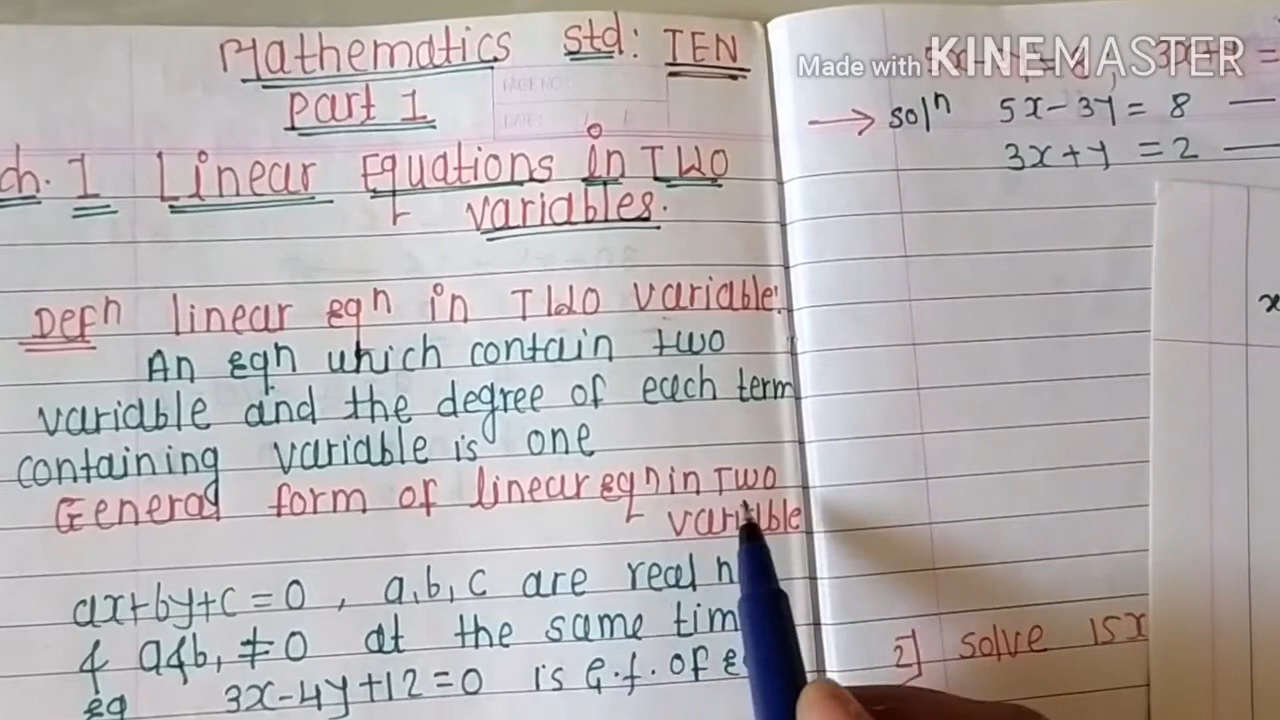 Mathematics Std: TEN
Part 1
ch. 1 Linear Equations in Two
variables.
Defn linear eqn in Two variable:
An eqn which contain two
variable and the degree of each term
containing variable is one
General form of linear eqn in Two
variable
ax+by+c=0, a,b,c are real
& a&b, ≠0 at the same
eg 3x-4y+12=0 is G.f. of
Made with KINEMASTER
→ soln 5x-3y = 8
3x+y = 2
2] solve 15x
x